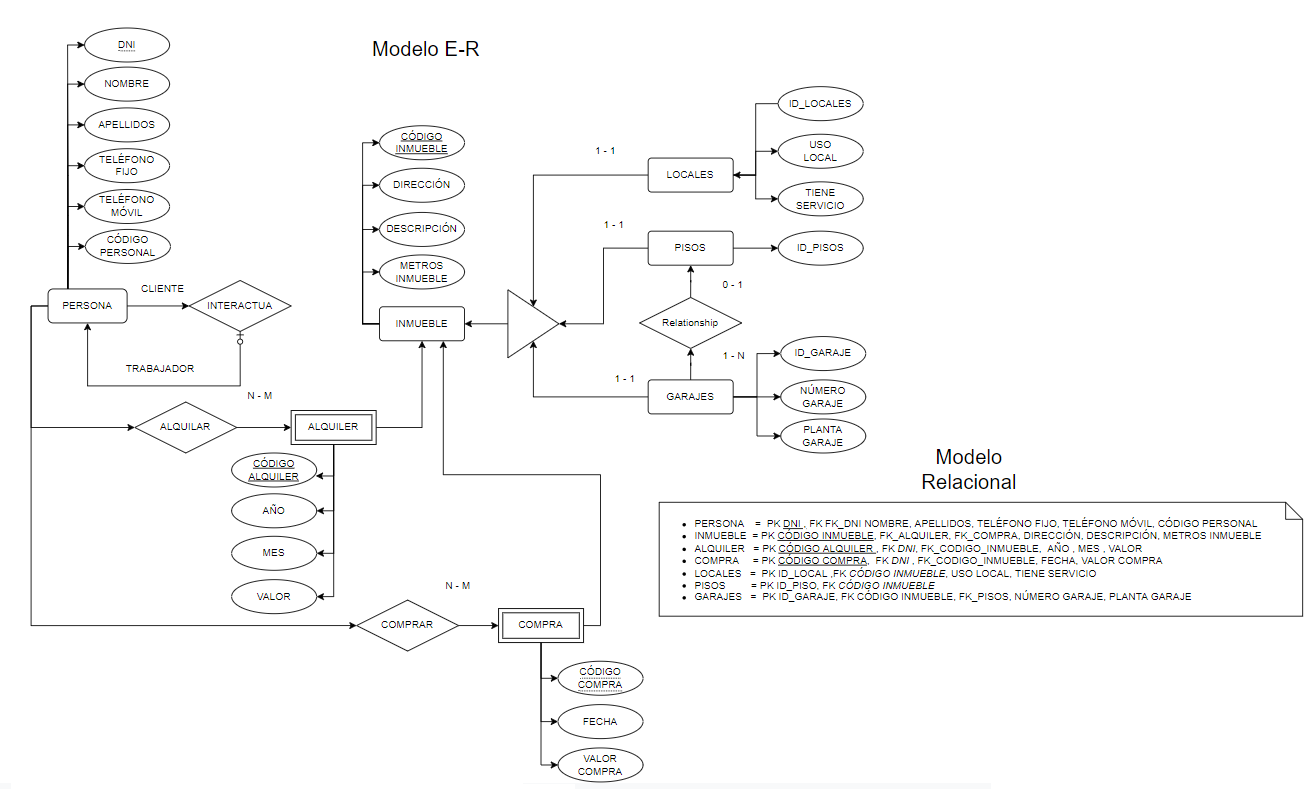 Modelo E-R
DNI
NOMBRE
APELLIDOS
TELÉFONO
FIJO
TELÉFONO
MÓVIL
CÓDIGO
PERSONAL
PERSONA
CLIENTE
INTERACTUA
TRABAJADOR
CÓDIGO
INMUEBLE
DIRECCIÓN
DESCRIPCIÓN
METROS
INMUEBLE
INMUEBLE
1 - 1
LOCALES
ID_LOCALES
USO
LOCAL
TIENE
SERVICIO
1 - 1
PISOS
ID_PISOS
0 - 1
Relationship
1 - N
1 - 1
GARAJES
ID_GARAJE
NÚMERO
GARAJE
PLANTA
GARAJE
N - M
ALQUILAR
ALQUILER
CÓDIGO
ALQUILER
AÑO
MES
VALOR
N - M
COMPRAR
COMPRA
CÓDIGO
COMPRA
FECHA
VALOR
COMPRA
Modelo
Relacional
PERSONA = PK DNI , FK FK_DNI NOMBRE, APELLIDOS, TELÉFONO FIJO, TELÉFONO MÓVIL, CÓDIGO PERSONAL
INMUEBLE = PK CÓDIGO INMUEBLE, FK_ALQUILER, FK_COMPRA, DIRECCIÓN, DESCRIPCIÓN, METROS INMUEBLE
ALQUILER = PK CÓDIGO ALQUILER , FK DNI, FK_CODIGO_INMUEBLE, AÑO , MES , VALOR
COMPRA = PK CÓDIGO COMPRA, FK DNI , FK_CODIGO_INMUEBLE, FECHA, VALOR COMPRA
LOCALES = PK ID_LOCAL ,FK CÓDIGO INMUEBLE, USO LOCAL, TIENE SERVICIO
PISOS = PK ID_PISO, FK CÓDIGO INMUEBLE
GARAJES = PK ID_GARAJE, FK CÓDIGO INMUEBLE, FK_PISOS, NÚMERO GARAJE, PLANTA GARAJE